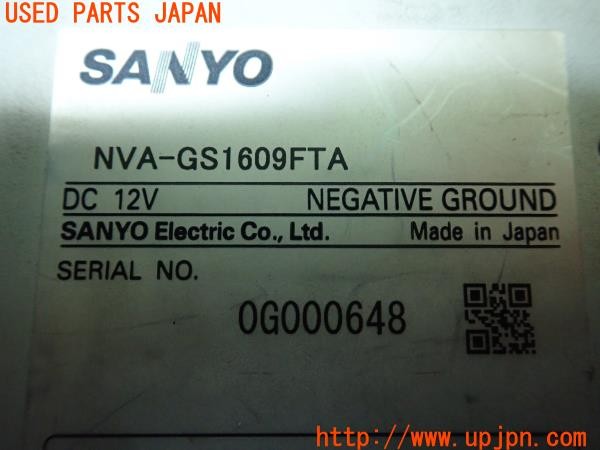 USED PARTS JAPAN
SANYO
NVA-GS1609FTA
DC 12V NEGATIVE GROUND
SANYO Electric Co., Ltd. Made in Japan
SERIAL NO.
0G000648
UPJ
http:// www.upjpn.com